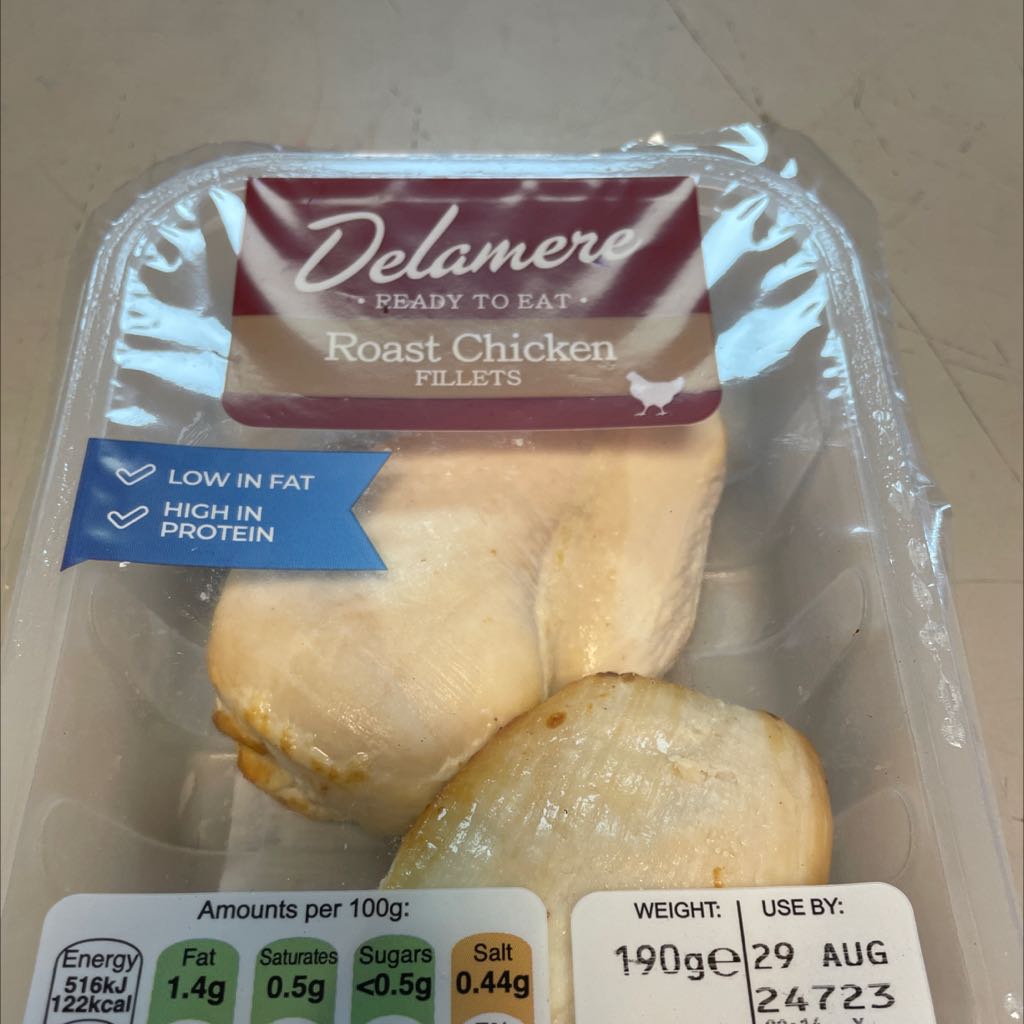 Delamere
• READY TO EAT •
Roast Chicken
FILLETS
LOW IN FAT
HIGH IN
PROTEIN
Amounts per 100g:
Energy
516kJ
122kcal
Fat
1.4g
Saturates
0.5g
Sugars
<0.5g
Salt
0.44g
WEIGHT:
190g℮
USE BY:
29 AUG
24723